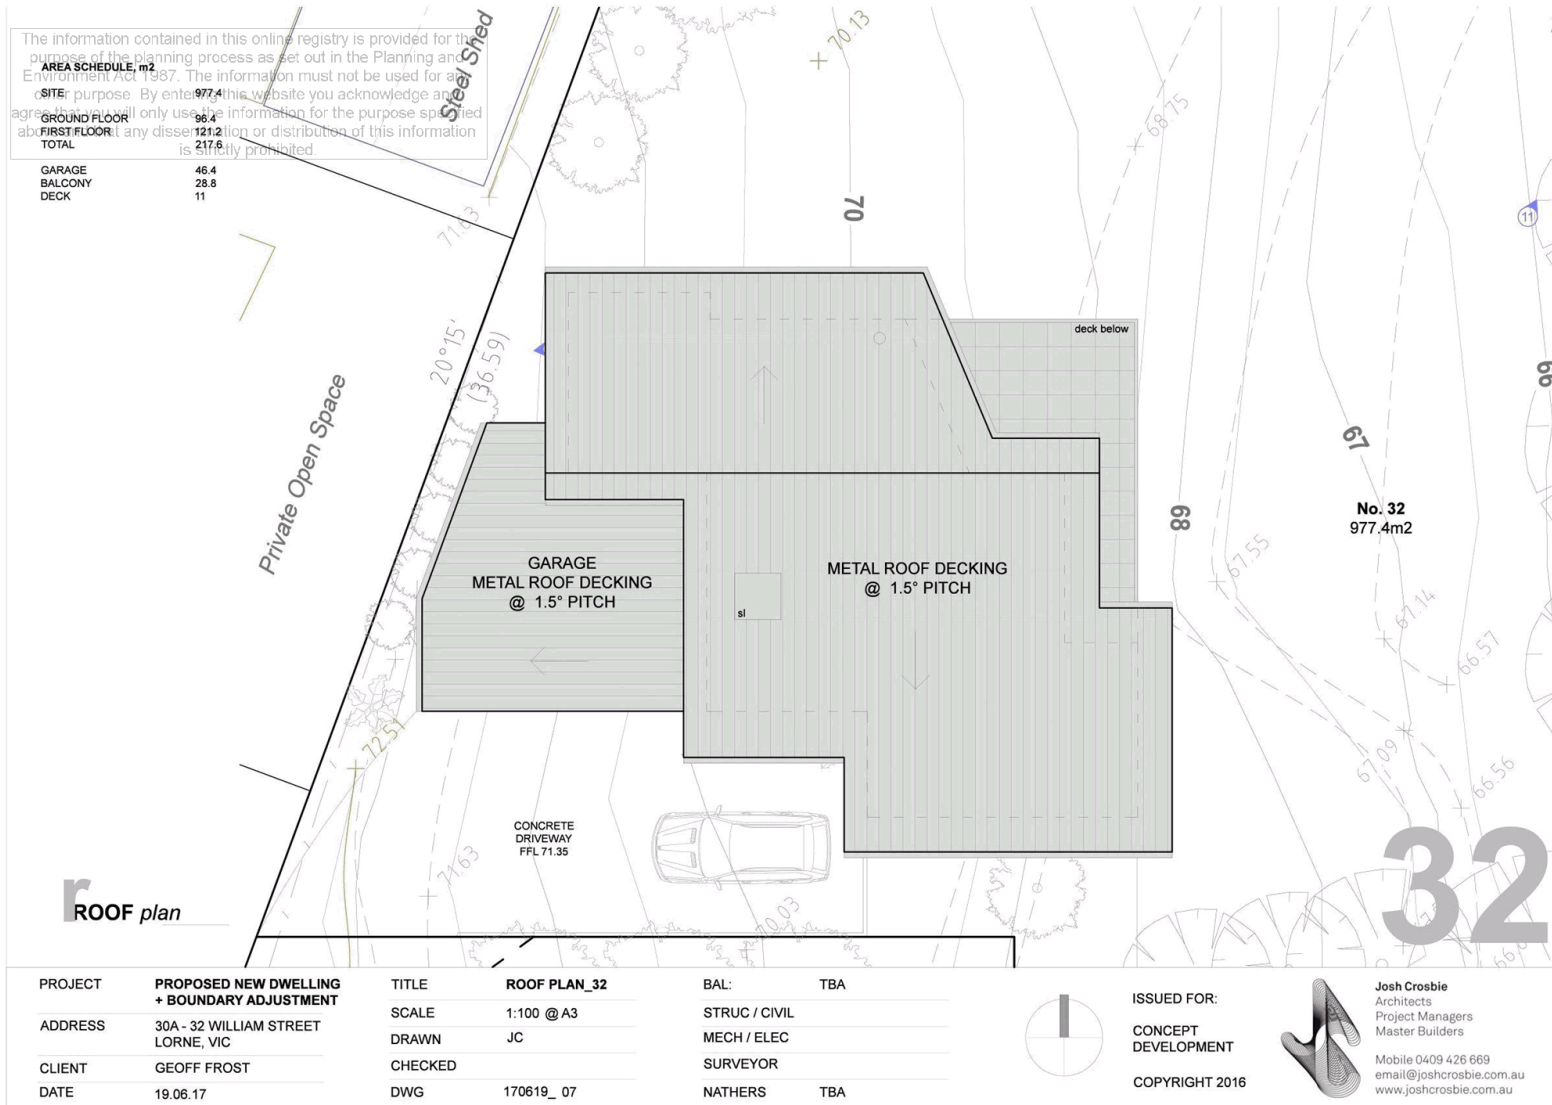 The information contained in this online registry is provided for the
purpose of the planning process as set out in the Planning and
Environment Act 1987. The information must not be used for any
other purpose. By entering this website you acknowledge and
agree that you will only use the information for the purpose specified
above and that any dissemination or distribution of this information
is strictly prohibited.
AREA SCHEDULE, m2
SITE 977.4
GROUND FLOOR 96.4
FIRST FLOOR 121.2
TOTAL 217.6
GARAGE 46.4
BALCONY 28.8
DECK 11
Steel Shed
70.13
68.75
70
11
71.63
20°15'
(36.59)
deck below
Private Open Space
66
67
68
No. 32
977.4m2
GARAGE
METAL ROOF DECKING
@ 1.5° PITCH
METAL ROOF DECKING
@ 1.5° PITCH
sl
67.55
67.14
66.57
72.51
67.09
66.56
CONCRETE
DRIVEWAY
FFL 71.35
71.63
70.03
32
r
ROOF plan
PROJECT PROPOSED NEW DWELLING
+ BOUNDARY ADJUSTMENT
ADDRESS 30A - 32 WILLIAM STREET
LORNE, VIC
CLIENT GEOFF FROST
DATE 19.06.17
TITLE ROOF PLAN_32
SCALE 1:100 @ A3
DRAWN JC
CHECKED
DWG 170619_ 07
BAL: TBA
STRUC / CIVIL
MECH / ELEC
SURVEYOR
NATHERS TBA
ISSUED FOR:
CONCEPT
DEVELOPMENT
COPYRIGHT 2016
Josh Crosbie
Architects
Project Managers
Master Builders
Mobile 0409 426 669
email@joshcrosbie.com.au
www.joshcrosbie.com.au